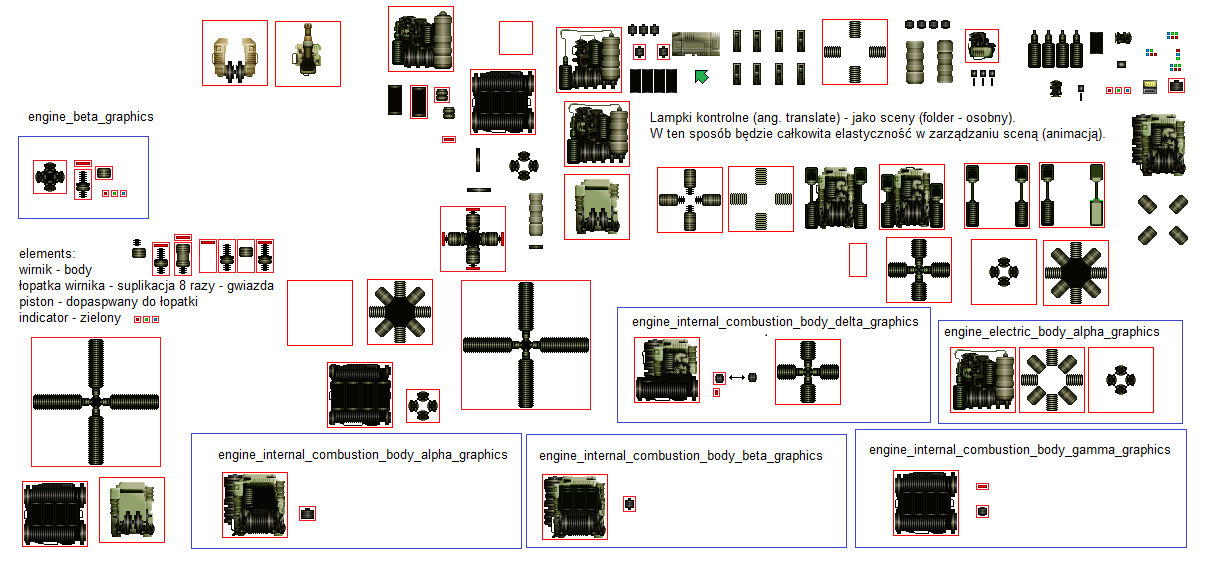 engine_beta_graphics
Lampki kontrolne (ang. translate) - jako sceny (folder - osobny).
W ten sposób będzie całkowita elastyczność w zarządzaniu sceną (animacją).
elements:
wirnik - body
łopatka wirnika - suplikacja 8 razy - gwiazda
piston - dopaspwany do łopatki
indicator - zielony
engine_internal_combustion_body_delta_graphics
engine_electric_body_alpha_graphics
engine_internal_combustion_body_alpha_graphics
engine_internal_combustion_body_beta_graphics
engine_internal_combustion_body_gamma_graphics